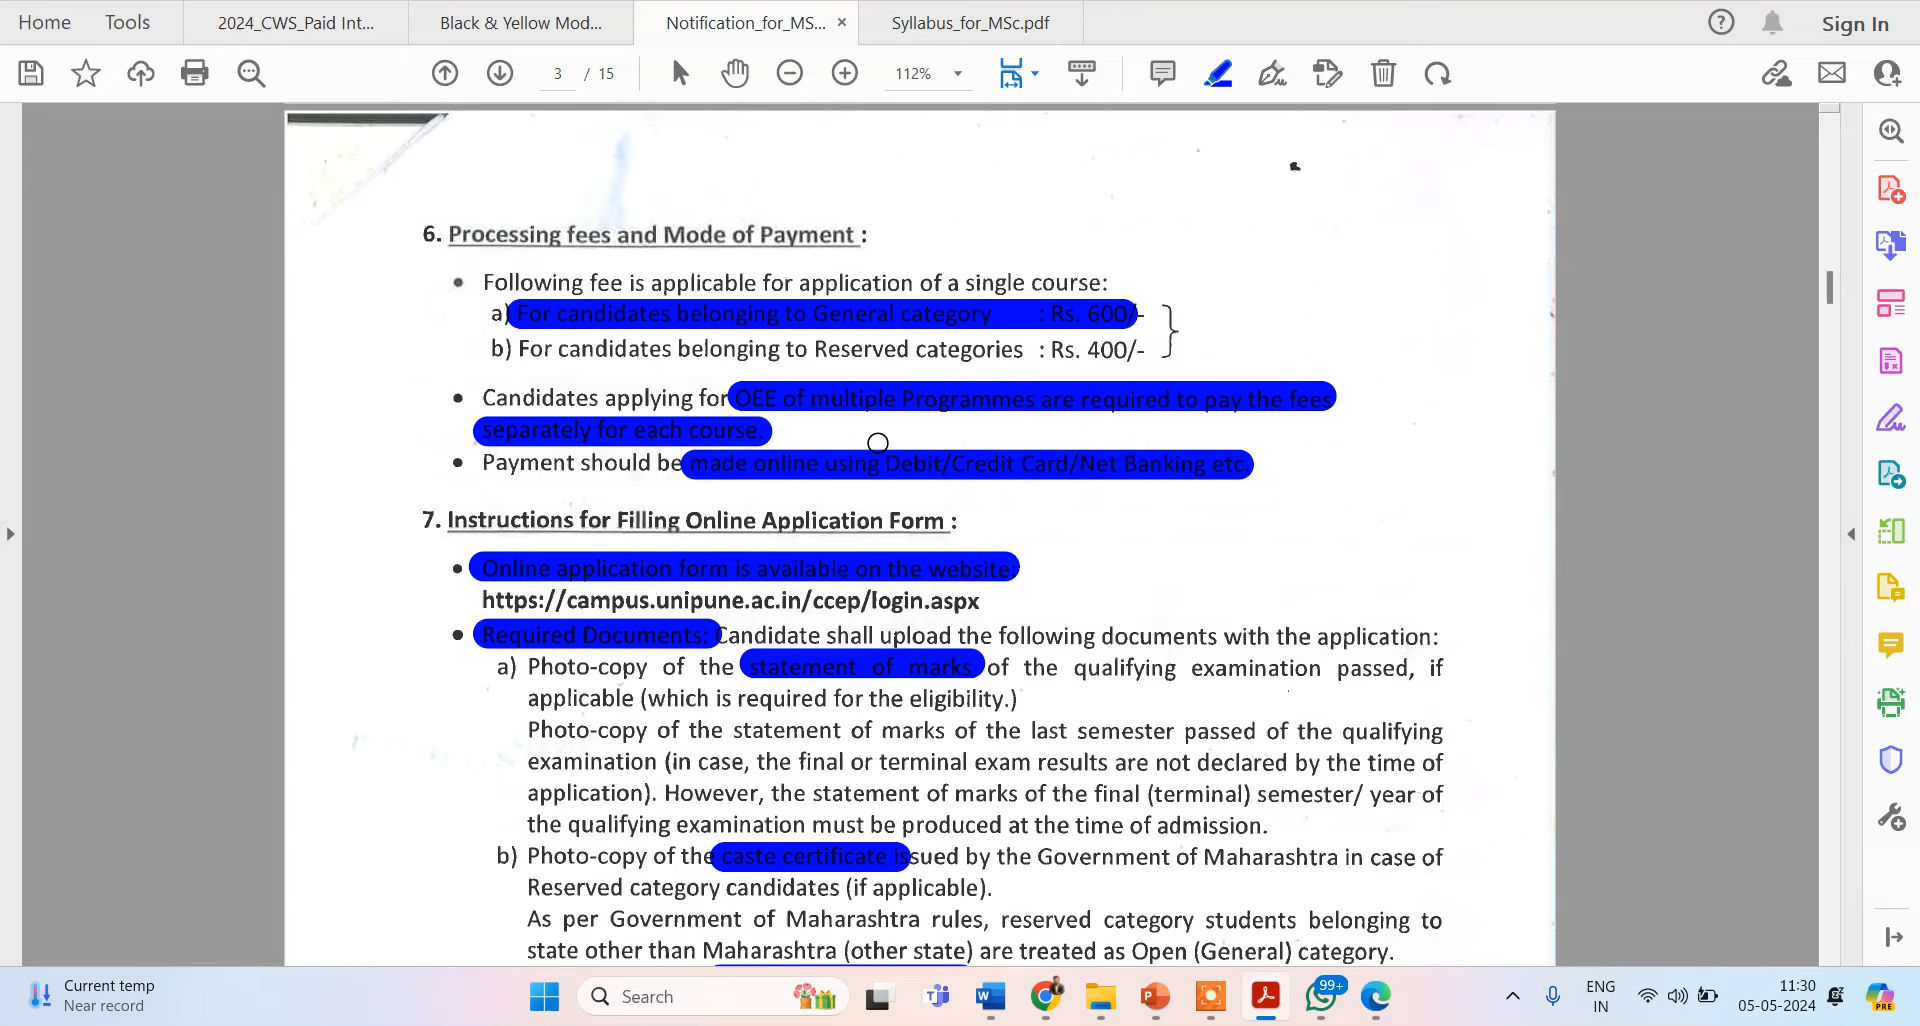 Home
Tools
2024_CWS_Paid Int...
Black & Yellow Mod...
Notification_for_MS...
Syllabus_for_MSc.pdf
Sign In
3 / 15
112%
6. Processing fees and Mode of Payment :
• Following fee is applicable for application of a single course:
a) For candidates belonging to General category : Rs. 600/-
b) For candidates belonging to Reserved categories : Rs. 400/-
• Candidates applying for OEE of multiple Programmes are required to pay the fees
separately for each course.
• Payment should be made online using Debit/Credit Card/Net Banking etc.
7. Instructions for Filling Online Application Form :
• Online application form is available on the website:
https://campus.unipune.ac.in/ccep/login.aspx
• Required Documents: Candidate shall upload the following documents with the application:
a) Photo-copy of the statement of marks of the qualifying examination passed, if
applicable (which is required for the eligibility.)
Photo-copy of the statement of marks of the last semester passed of the qualifying
examination (in case, the final or terminal exam results are not declared by the time of
application). However, the statement of marks of the final (terminal) semester/ year of
the qualifying examination must be produced at the time of admission.
b) Photo-copy of the caste certificate issued by the Government of Maharashtra in case of
Reserved category candidates (if applicable).
As per Government of Maharashtra rules, reserved category students belonging to
state other than Maharashtra (other state) are treated as Open (General) category.
Current temp
Near record
Search
99+
ENG
IN
11:30
05-05-2024
PRE